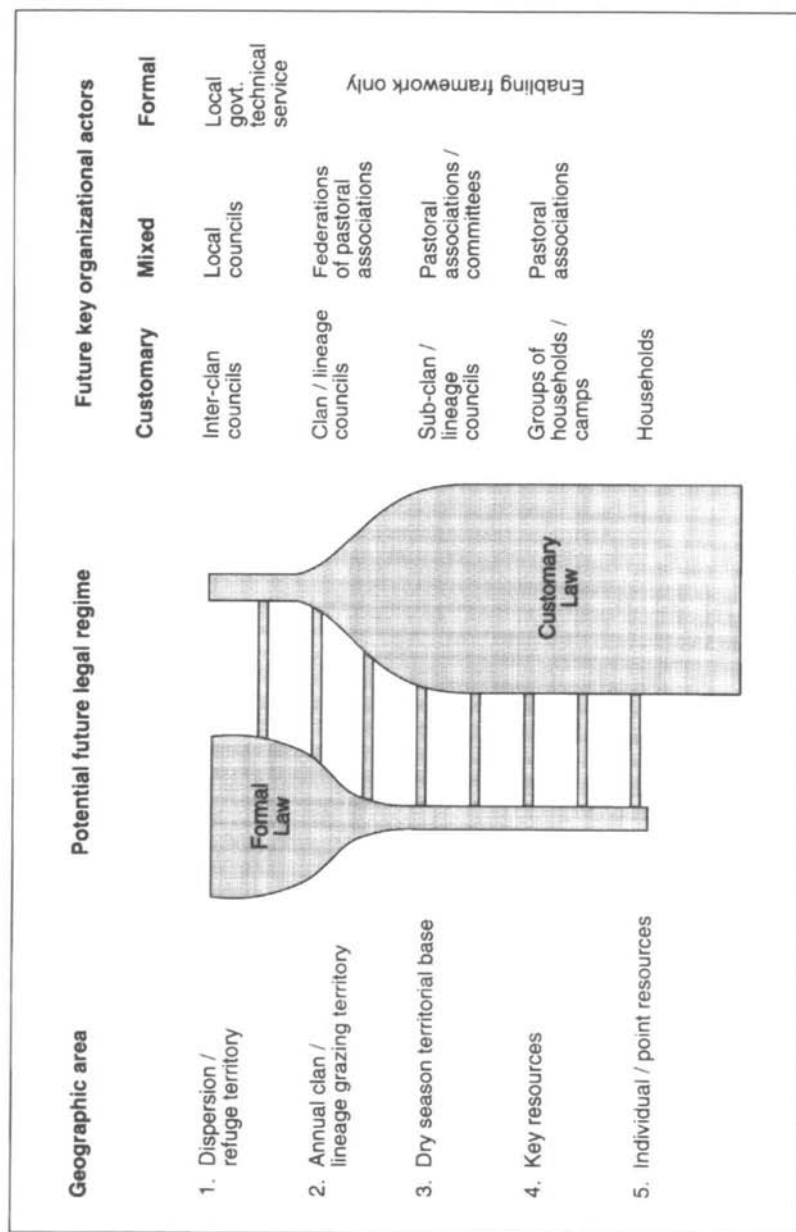 Geographic area
Potential future legal regime
Future key organizational actors
Customary
Mixed
Formal
1. Dispersion /
refuge territory
Inter-clan
councils
Local
councils
Local
govt.
technical
service
2. Annual clan /
lineage grazing territory
Clan / lineage
councils
Federations
of pastoral
associations
3. Dry season territorial base
Sub-clan /
lineage
councils
Pastoral
associations /
committees
4. Key resources
Groups of
households /
camps
Pastoral
associations
5. Individual / point resources
Households
Enabling framework only
Formal
Law
Customary
Law